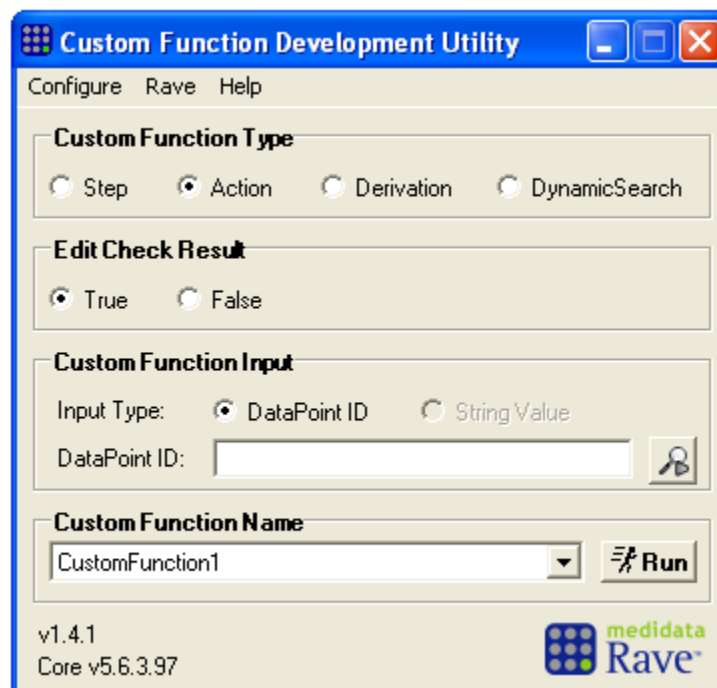 Custom Function Development Utility
Configure Rave Help
Custom Function Type
Step Action Derivation DynamicSearch
Edit Check Result
True False
Custom Function Input
Input Type: DataPoint ID String Value
DataPoint ID:
Custom Function Name
CustomFunction1 Run
v1.4.1
Core v5.6.3.97
medidata
Rave™